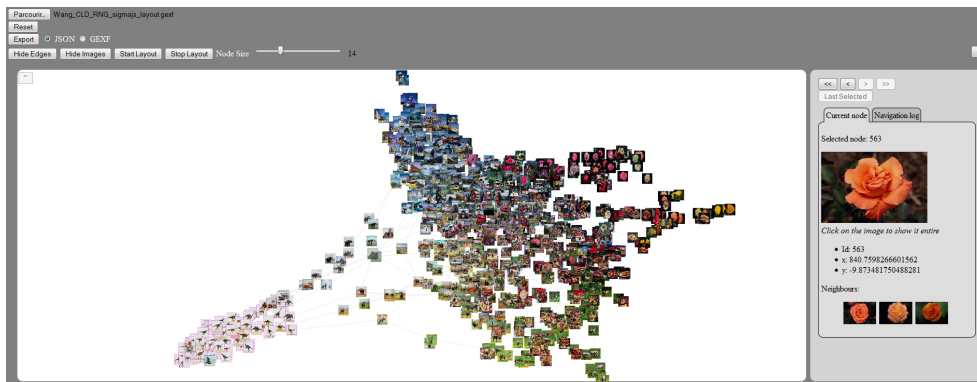 Parcourir.. Wang_CLD_RNG_sigmajs_layout.gexf
Reset
Export JSON GEXF
Hide Edges Hide Images Start Layout Stop Layout Node Size 14
<< < > >>
Last Selected
Current node Navigation log
Selected node: 563
Click on the image to show it entire
Id: 563
x: 840.7598266601562
y: -9.873481750488281
Neighbours: